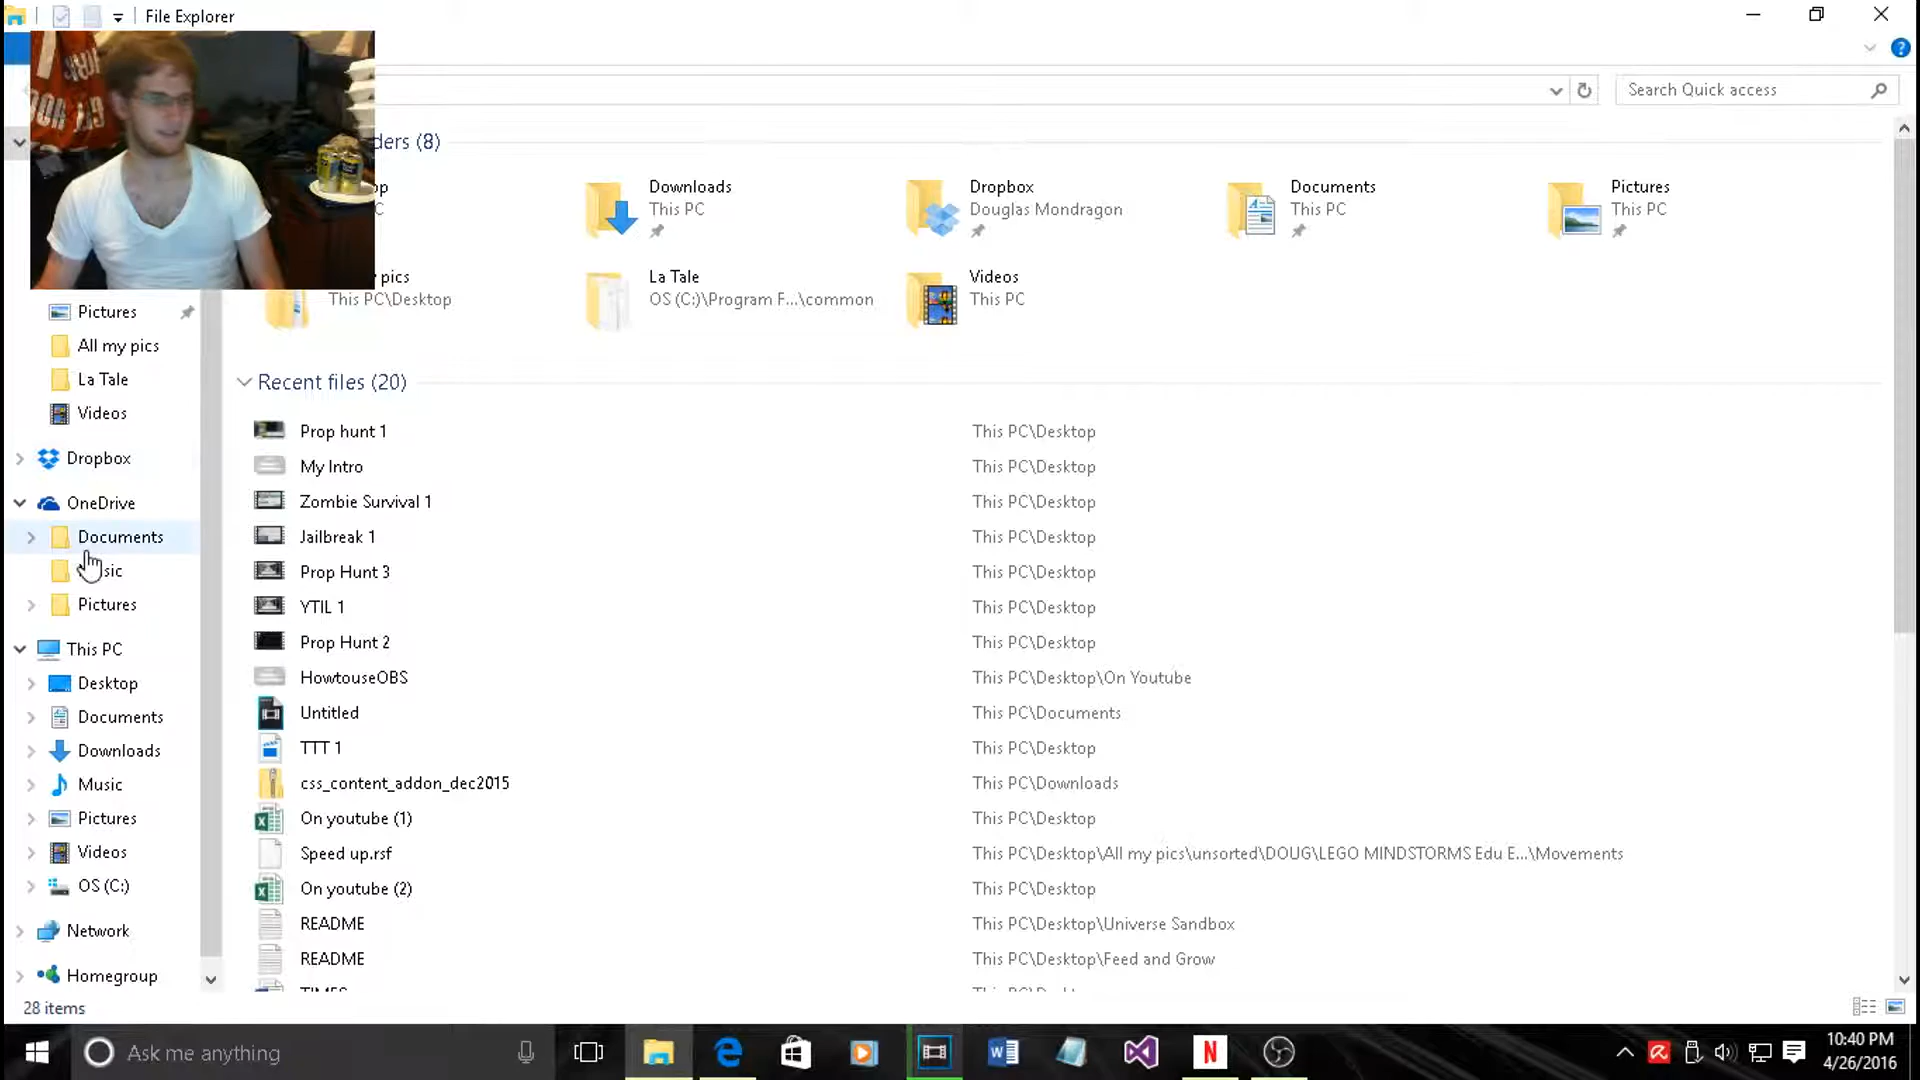 File Explorer
Search Quick access
ders (8)
op
C
Downloads
This PC
Dropbox
Douglas Mondragon
Documents
This PC
Pictures
This PC
pics
This PC\Desktop
La Tale
OS (C:)\Program F...\common
Videos
This PC
Pictures
All my pics
La Tale
Videos
Dropbox
OneDrive
Documents
sic
Pictures
This PC
Desktop
Documents
Downloads
Music
Pictures
Videos
OS (C:)
Network
Homegroup
Recent files (20)
Prop hunt 1 This PC\Desktop
My Intro This PC\Desktop
Zombie Survival 1 This PC\Desktop
Jailbreak 1 This PC\Desktop
Prop Hunt 3 This PC\Desktop
YTIL 1 This PC\Desktop
Prop Hunt 2 This PC\Desktop
HowtouseOBS This PC\Desktop\On Youtube
Untitled This PC\Documents
TTT 1 This PC\Desktop
css_content_addon_dec2015 This PC\Downloads
On youtube (1) This PC\Desktop
Speed up.rsf This PC\Desktop\All my pics\unsorted\DOUG\LEGO MINDSTORMS Edu E...\Movements
On youtube (2) This PC\Desktop
README This PC\Desktop\Universe Sandbox
README This PC\Desktop\Feed and Grow
28 items
Ask me anything
10:40 PM
4/26/2016